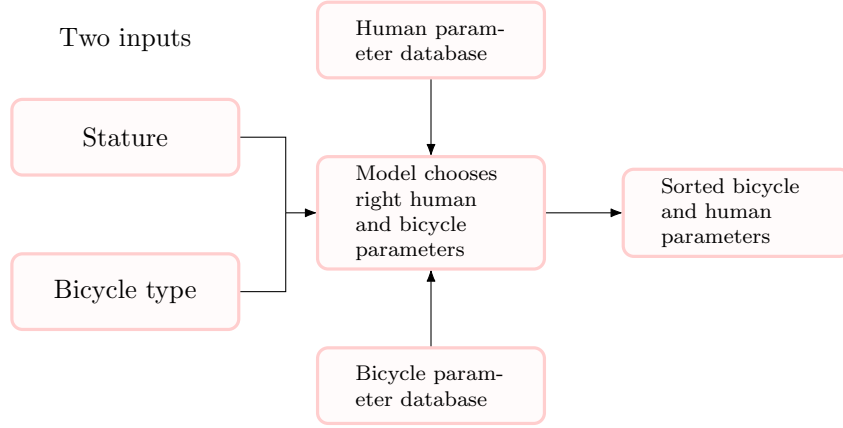 Two inputs
Human param-
eter database
Stature
Model chooses
right human
and bicycle
parameters
Sorted bicycle
and human
parameters
Bicycle type
Bicycle param-
eter database